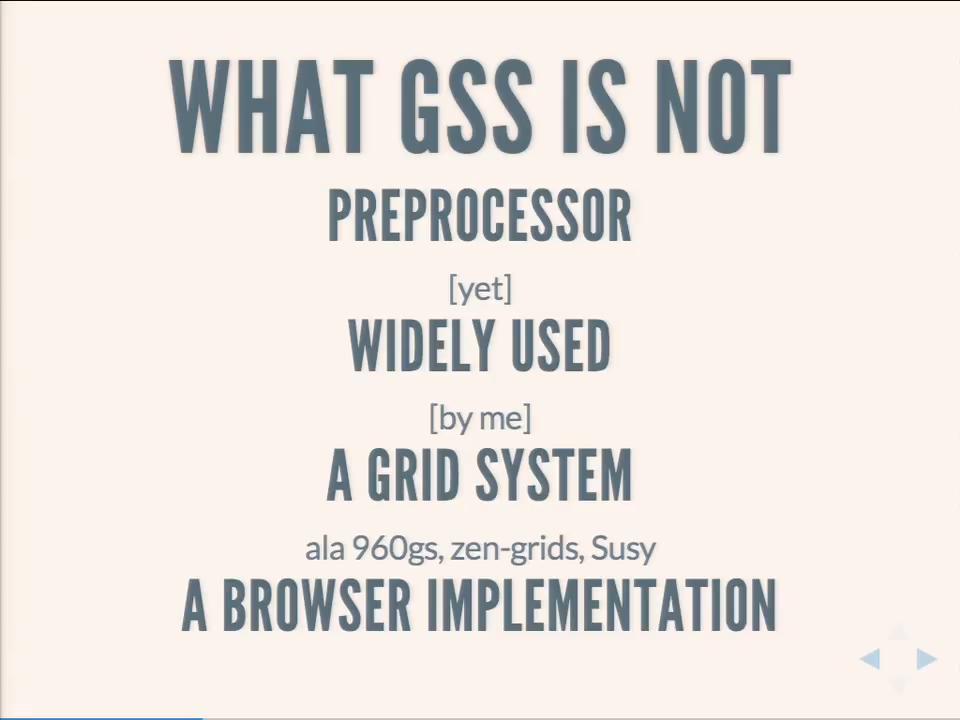 WHAT GSS IS NOT
PREPROCESSOR
[yet]
WIDELY USED
[by me]
A GRID SYSTEM
ala 960gs, zen-grids, Susy
A BROWSER IMPLEMENTATION